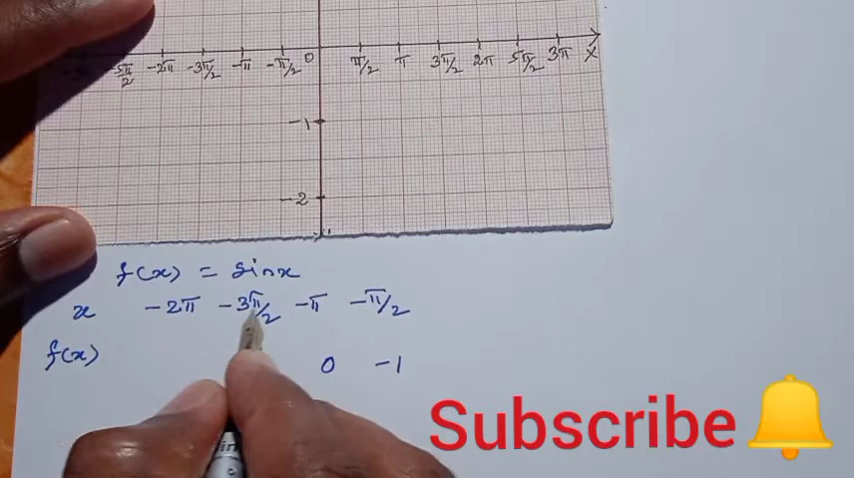 -5π/2 -2π -3π/2 -π -π/2 0 π/2 π 3π/2 2π 5π/2 3π X
-1
-2
f(x) = sinx
x -2π -3π/2 -π -π/2
f(x) 0 -1
Subscribe